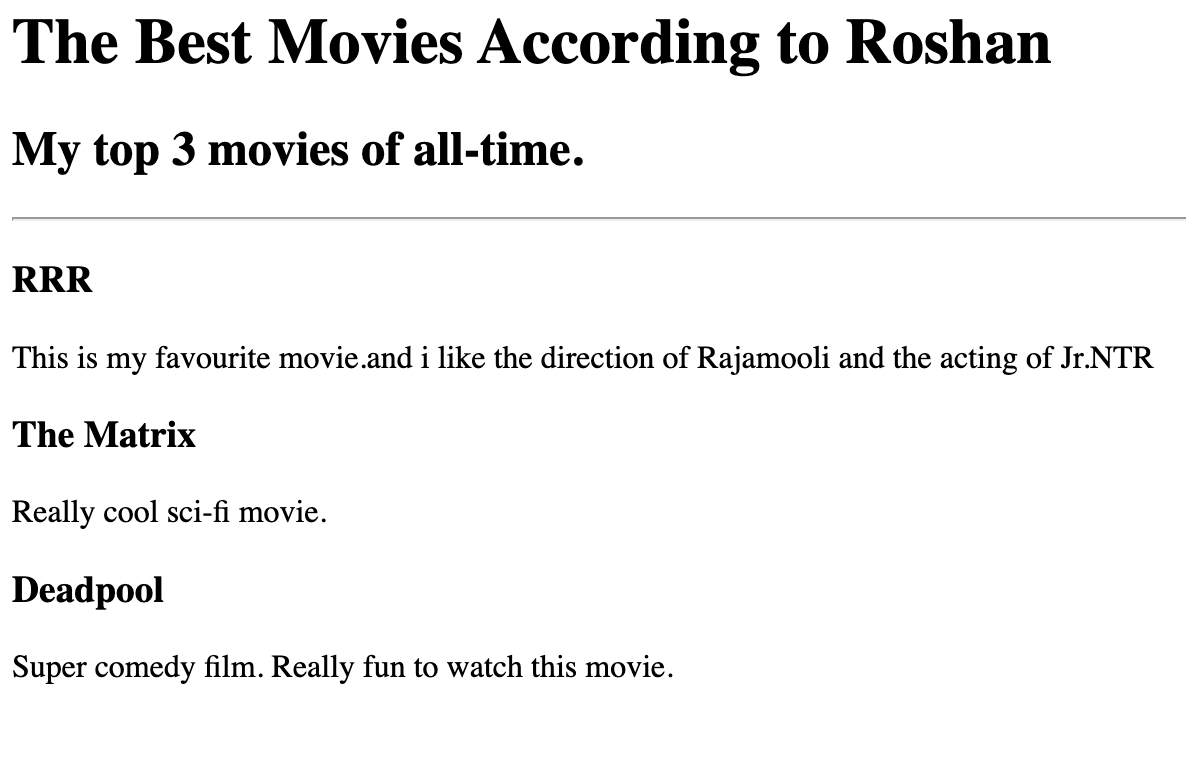 The Best Movies According to Roshan
My top 3 movies of all-time.
RRR
This is my favourite movie.and i like the direction of Rajamooli and the acting of Jr.NTR
The Matrix
Really cool sci-fi movie.
Deadpool
Super comedy film. Really fun to watch this movie.